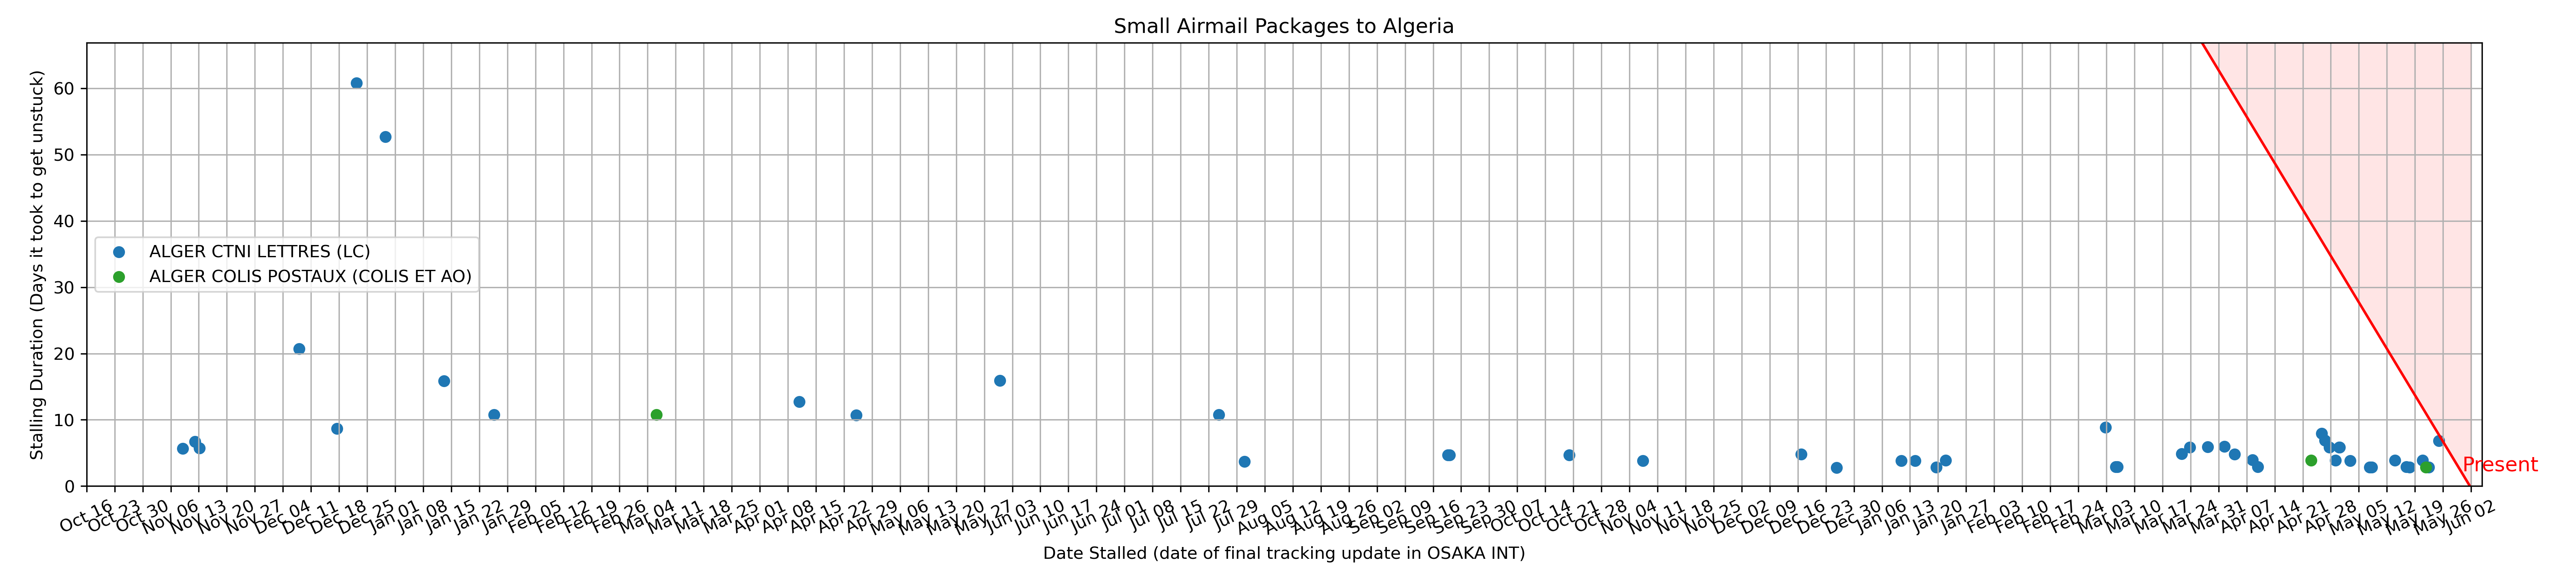 Small Airmail Packages to Algeria
Stalling Duration (Days it took to get unstuck)
60
50
40
30
20
10
0
ALGER CTNI LETTRES (LC)
ALGER COLIS POSTAUX (COLIS ET AO)
Present
Oct 16
Oct 23
Oct 30
Nov 06
Nov 13
Nov 20
Nov 27
Dec 04
Dec 11
Dec 18
Dec 25
Jan 01
Jan 08
Jan 15
Jan 22
Jan 29
Feb 05
Feb 12
Feb 19
Feb 26
Mar 04
Mar 11
Mar 18
Mar 25
Apr 01
Apr 08
Apr 15
Apr 22
Apr 29
May 06
May 13
May 20
May 27
Jun 03
Jun 10
Jun 17
Jun 24
Jul 01
Jul 08
Jul 15
Jul 22
Jul 29
Aug 05
Aug 12
Aug 19
Aug 26
Sep 02
Sep 09
Sep 16
Sep 23
Sep 30
Oct 07
Oct 14
Oct 21
Oct 28
Nov 04
Nov 11
Nov 18
Nov 25
Dec 02
Dec 09
Dec 16
Dec 23
Dec 30
Jan 06
Jan 13
Jan 20
Jan 27
Feb 03
Feb 10
Feb 17
Feb 24
Mar 03
Mar 10
Mar 17
Mar 24
Mar 31
Apr 07
Apr 14
Apr 21
Apr 28
May 05
May 12
May 19
May 26
Jun 02
Date Stalled (date of final tracking update in OSAKA INT)